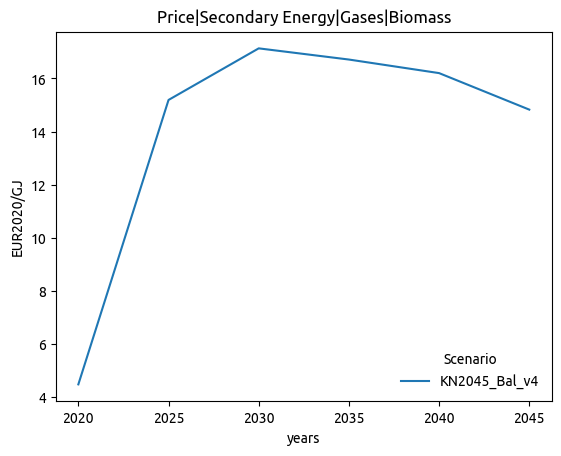 Price|Secondary Energy|Gases|Biomass
EUR2020/GJ
16
14
12
10
8
6
4
Scenario
KN2045_Bal_v4
2020 2025 2030 2035 2040 2045
years